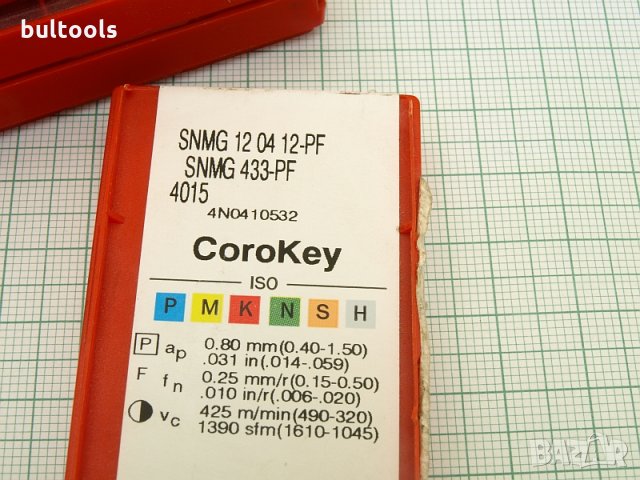 bultools
SNMG 12 04 12-PF
SNMG 433-PF
4015
4N0410532
CoroKey
ISO
P M K N S H
P ap 0.80 mm(0.40-1.50)
.031 in(.014-.059)
F fn 0.25 mm/r(0.15-0.50)
.010 in/r(.006-.020)
vc 425 m/min(490-320)
1390 sfm(1610-1045)
BAZAR